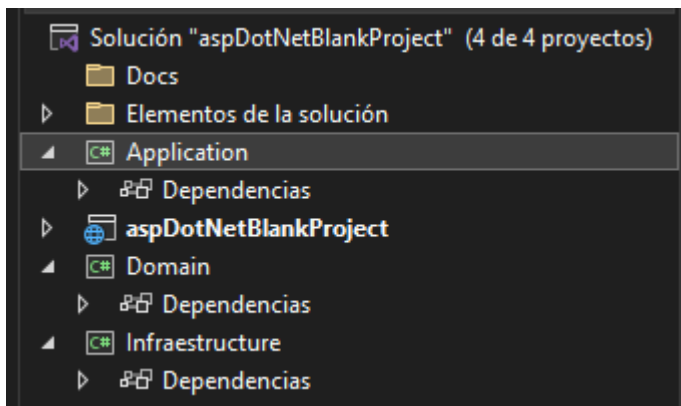 Solución "aspDotNetBlankProject" (4 de 4 proyectos)
Docs
Elementos de la solución
C# Application
Dependencias
aspDotNetBlankProject
C# Domain
Dependencias
C# Infraestructure
Dependencias